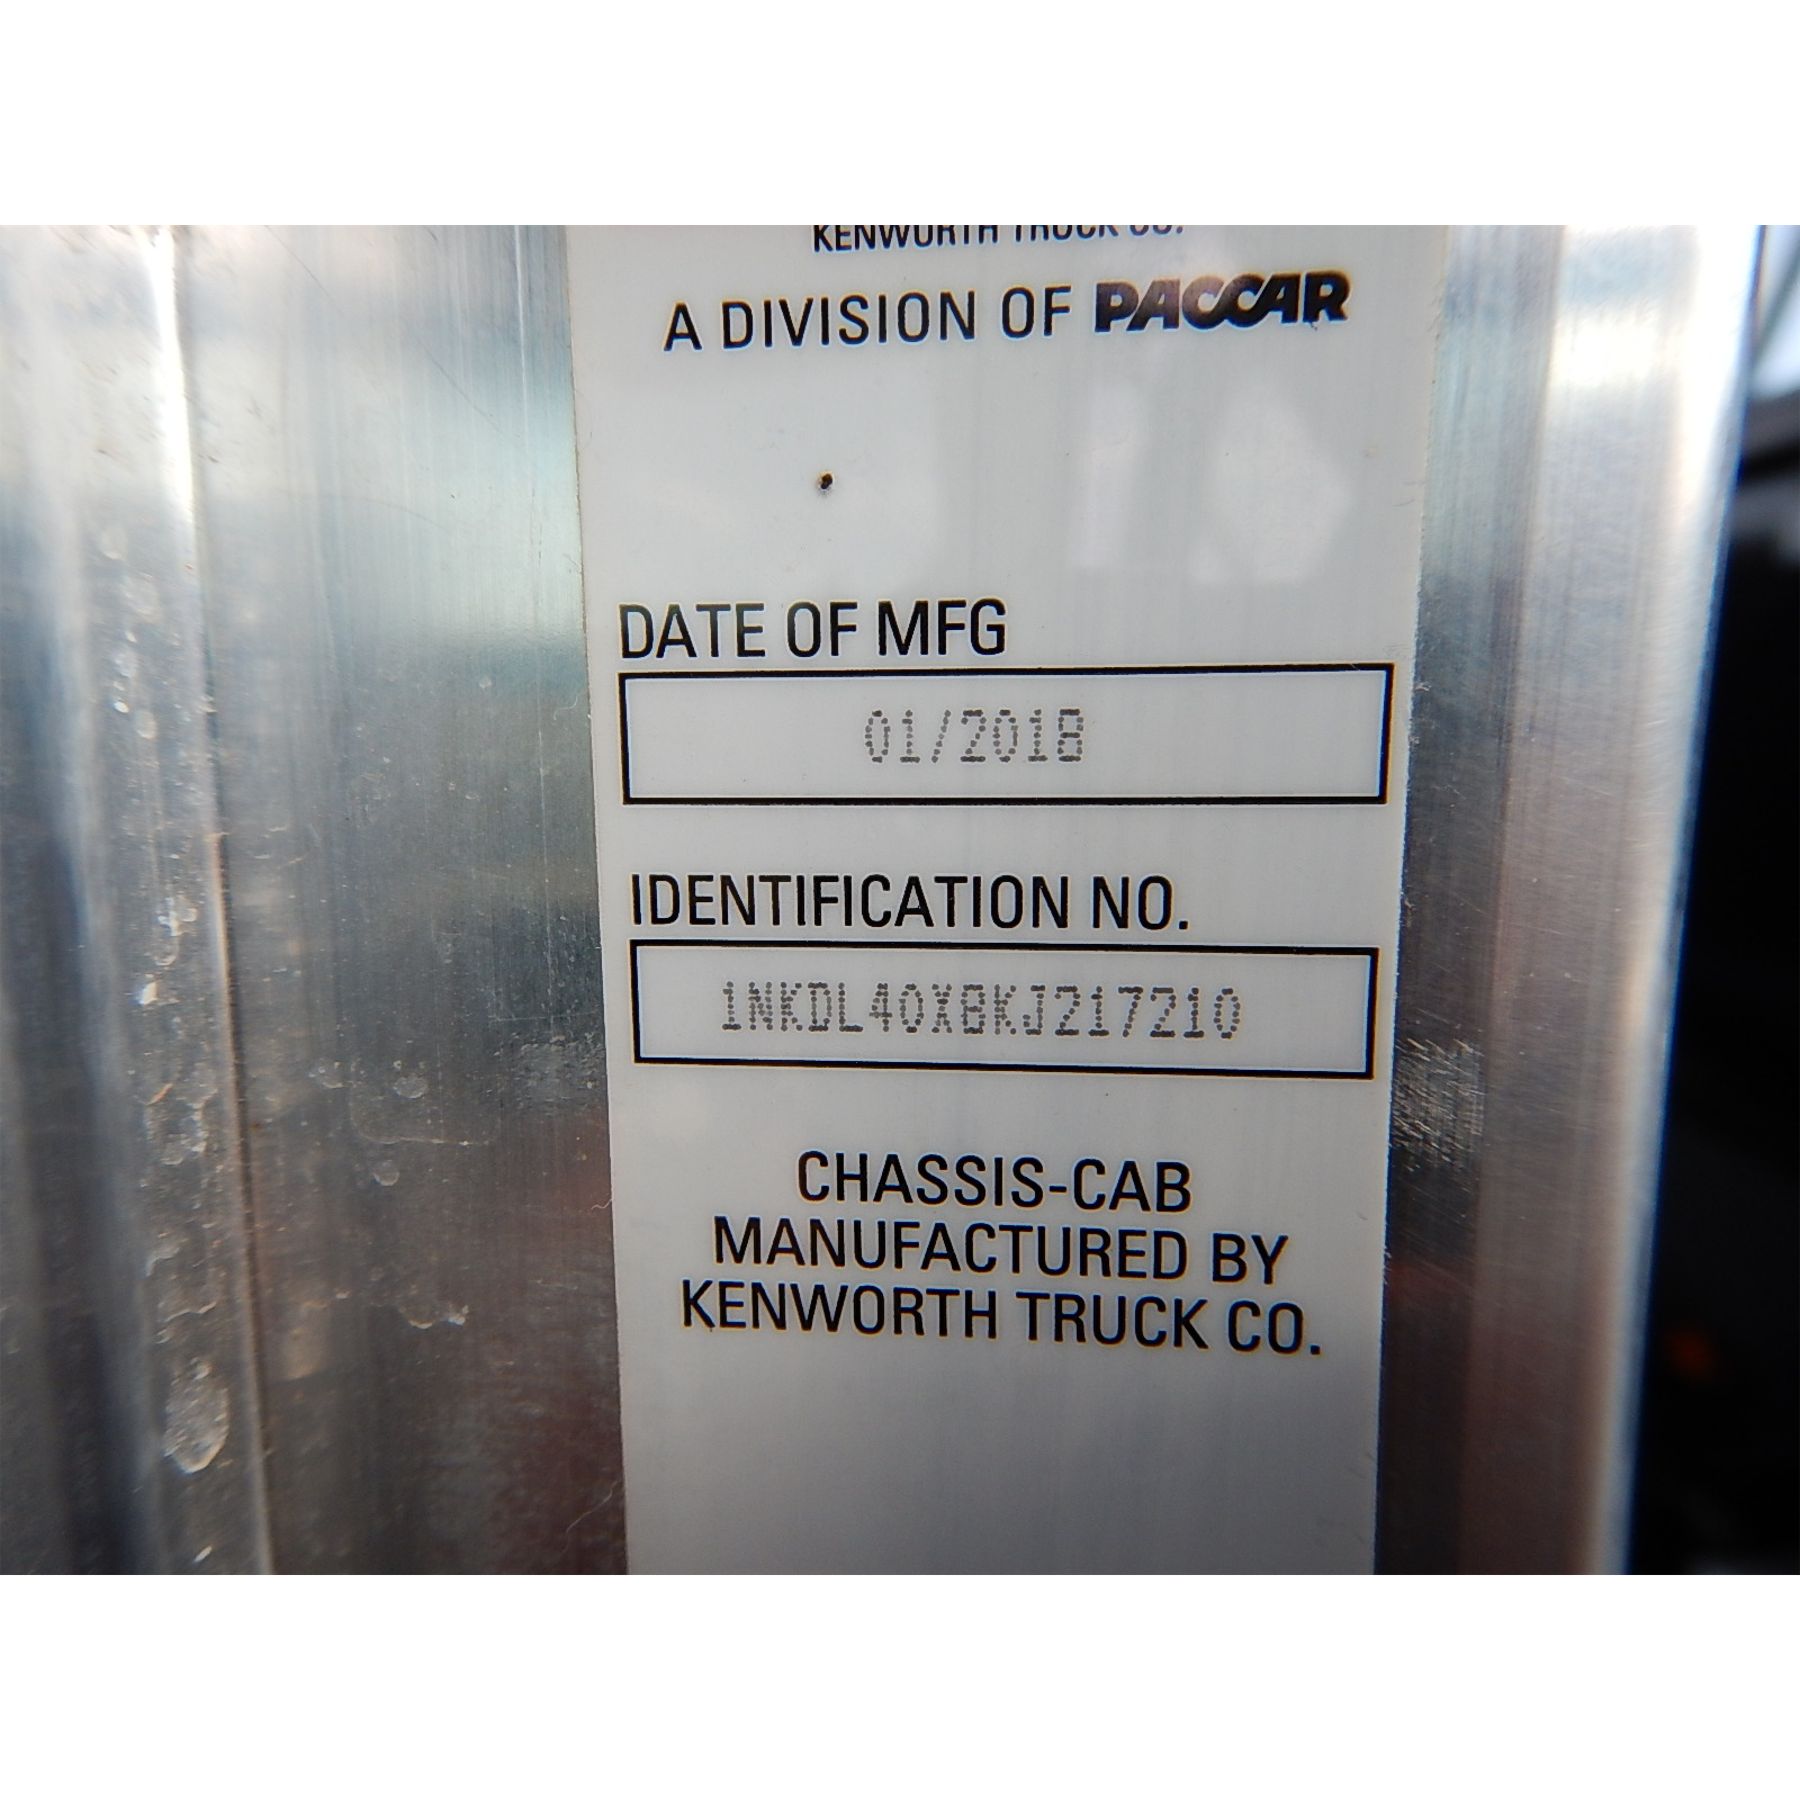 KENWORTH TRUCK CO.
A DIVISION OF PACCAR
DATE OF MFG
01/2018
IDENTIFICATION NO.
1NKDL40X8KJ217210
CHASSIS-CAB
MANUFACTURED BY
KENWORTH TRUCK CO.